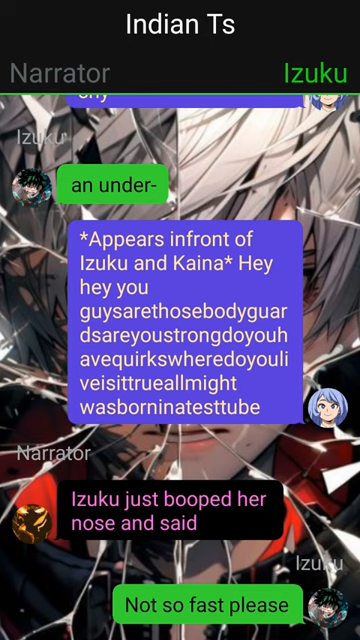 Indian Ts
Narrator
Izuku
Izuku
an under-
*Appears infront of
Izuku and Kaina* Hey
hey you
guysarethosebodyguar
dsareyoustrongdoyouh
avequirkswheredoyouli
veisittrueallmight
wasborninatesttube
Narrator
Izuku just booped her
nose and said
Izuku
Not so fast please